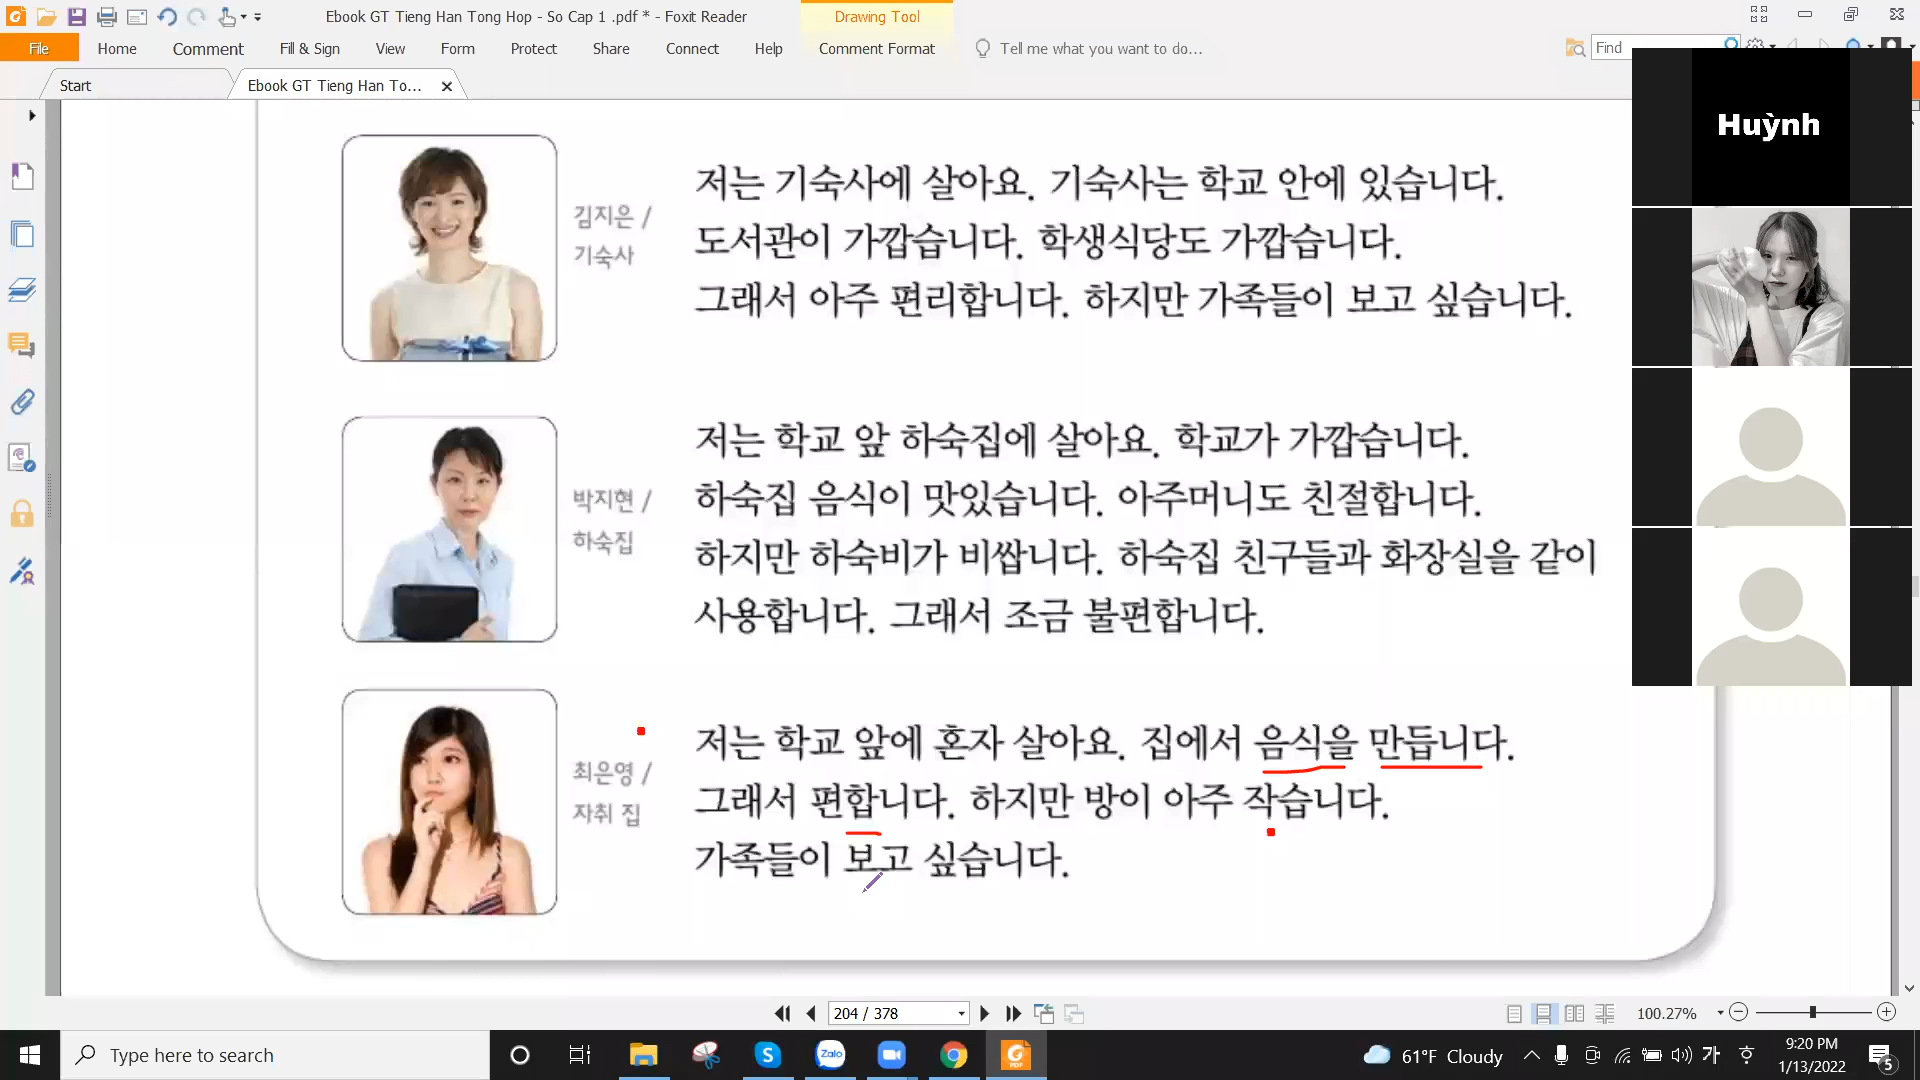 Ebook GT Tieng Han Tong Hop - So Cap 1 .pdf * - Foxit Reader
Drawing Tool
File
Home
Comment
Fill & Sign
View
Form
Protect
Share
Connect
Help
Comment Format
Tell me what you want to do...
Find
Start
Ebook GT Tieng Han To...
Huỳnh
김지은 /
기숙사
저는 기숙사에 살아요. 기숙사는 학교 안에 있습니다.
도서관이 가깝습니다. 학생식당도 가깝습니다.
그래서 아주 편리합니다. 하지만 가족들이 보고 싶습니다.
박지현 /
하숙집
저는 학교 앞 하숙집에 살아요. 학교가 가깝습니다.
하숙집 음식이 맛있습니다. 아주머니도 친절합니다.
하지만 하숙비가 비쌉니다. 하숙집 친구들과 화장실을 같이
사용합니다. 그래서 조금 불편합니다.
최은영 /
자취 집
저는 학교 앞에 혼자 살아요. 집에서 음식을 만듭니다.
그래서 편합니다. 하지만 방이 아주 작습니다.
가족들이 보고 싶습니다.
204 / 378
100.27%
Type here to search
Zalo
PDF
61°F Cloudy
가
9:20 PM
1/13/2022
5